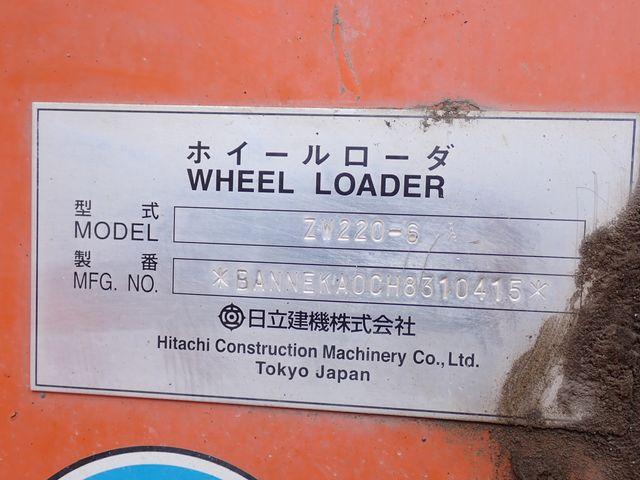 ホイールローダ
WHEEL LOADER
型式 ZW220-6
MODEL
製番 *BANNEKA0CH8310415*
MFG. NO.
日立建機株式会社
Hitachi Construction Machinery Co., Ltd.
Tokyo Japan